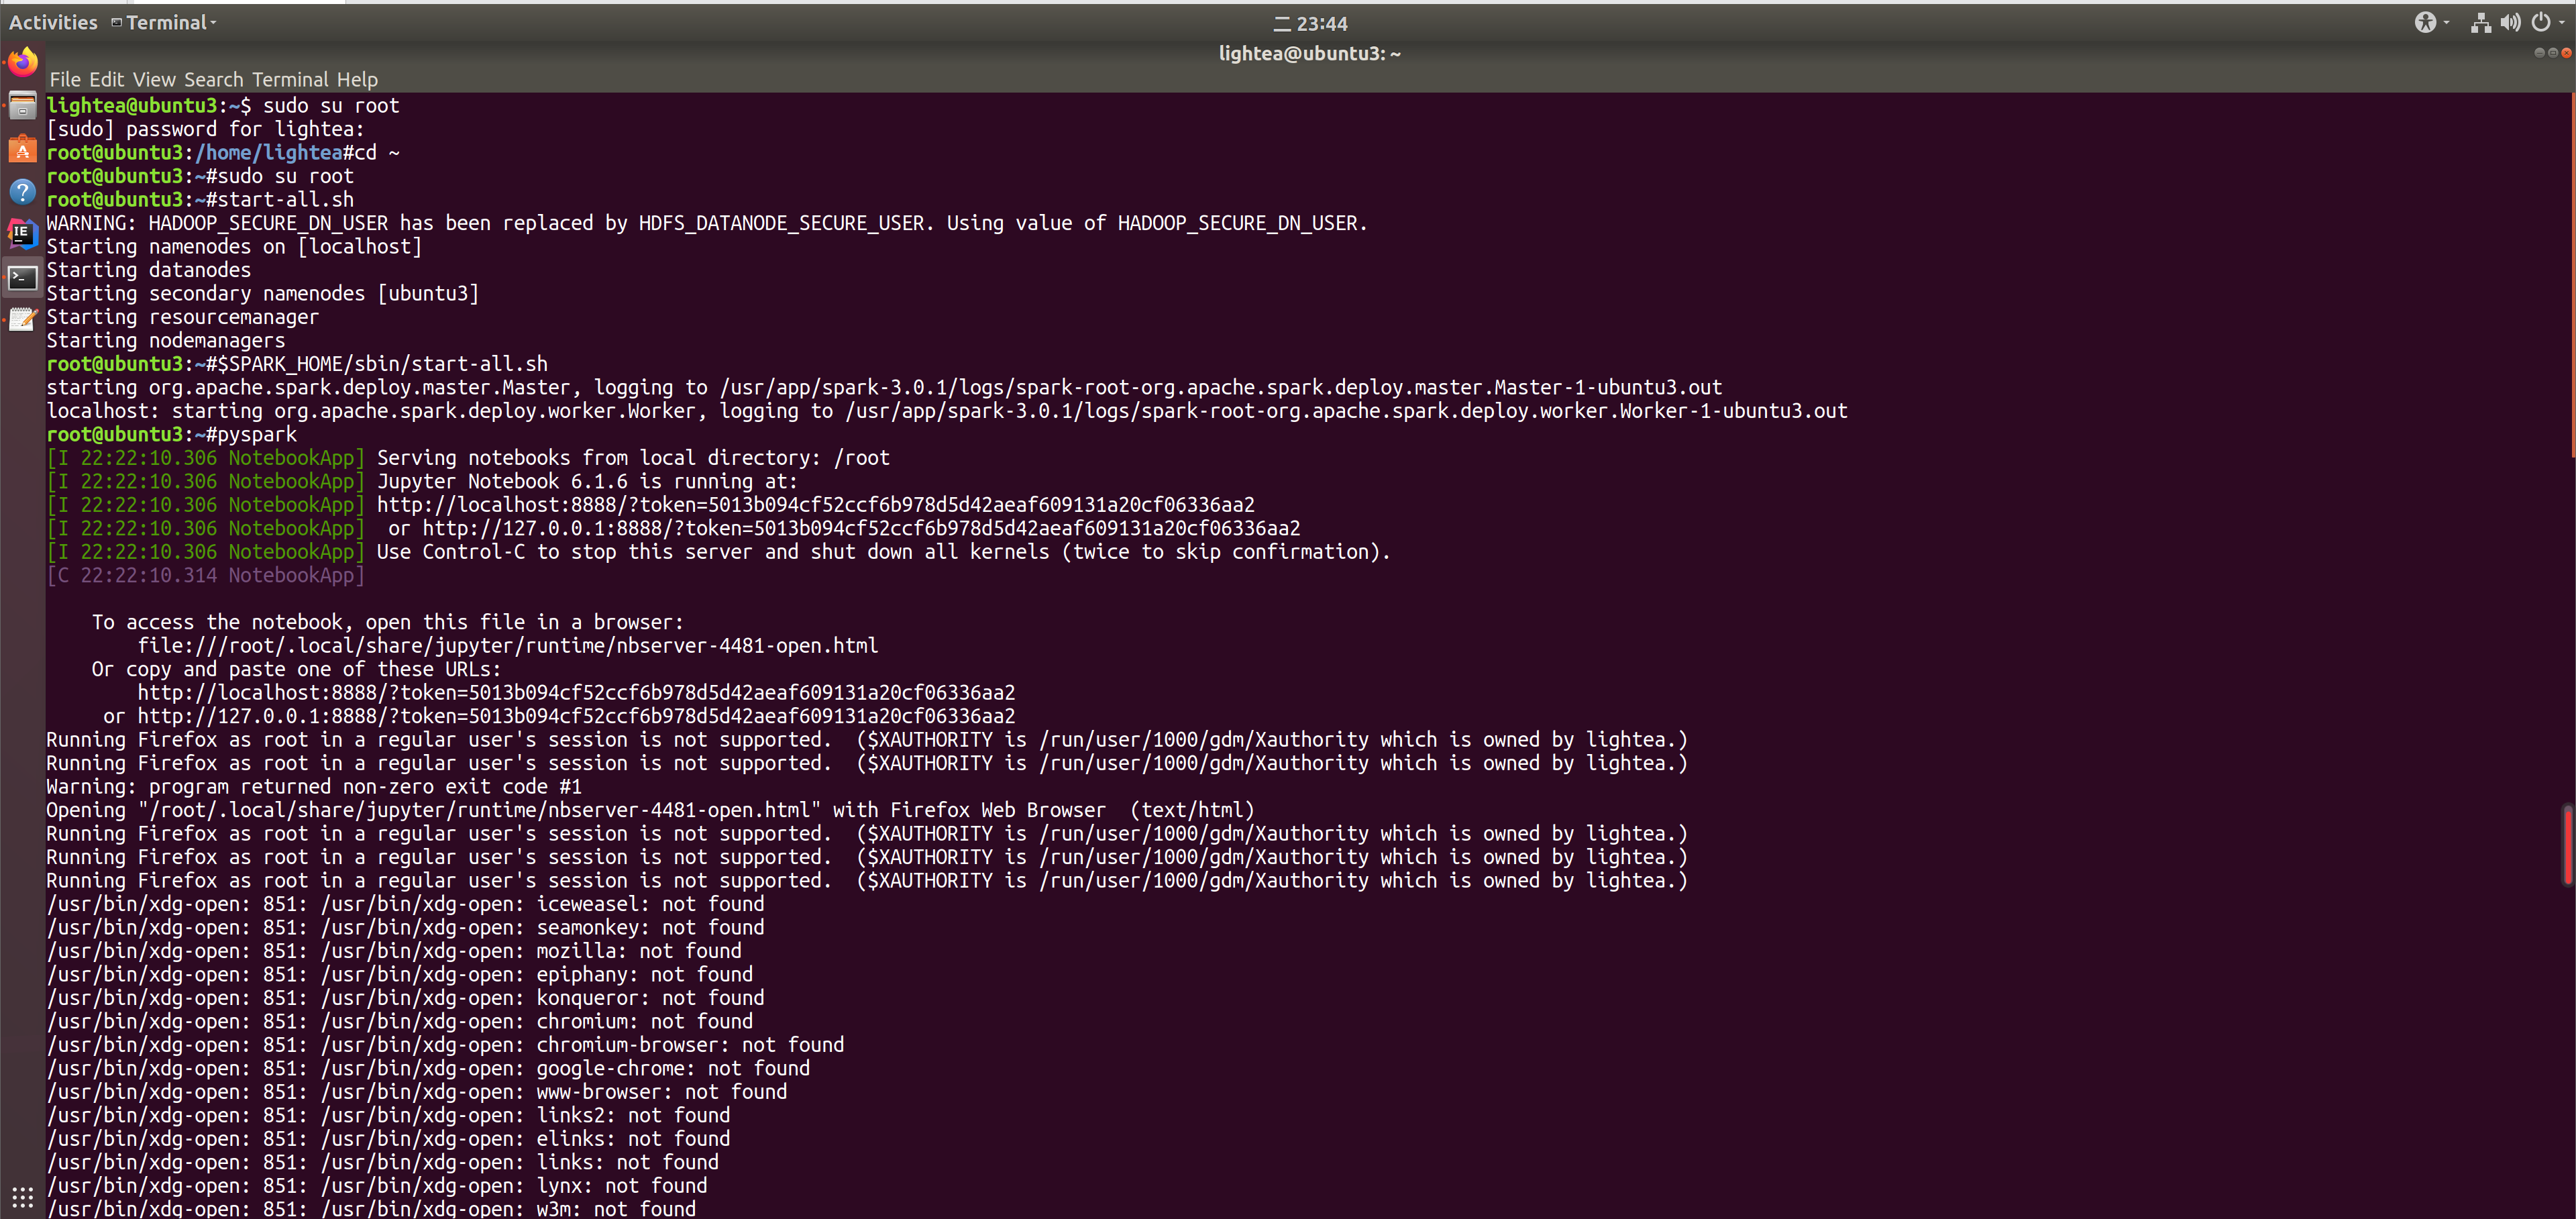 Activities Terminal
二 23:44
lightea@ubuntu3: ~
File Edit View Search Terminal Help
lightea@ubuntu3:~$ sudo su root
[sudo] password for lightea:
root@ubuntu3:/home/lightea#cd ~
root@ubuntu3:~#sudo su root
root@ubuntu3:~#start-all.sh
WARNING: HADOOP_SECURE_DN_USER has been replaced by HDFS_DATANODE_SECURE_USER. Using value of HADOOP_SECURE_DN_USER.
Starting namenodes on [localhost]
Starting datanodes
Starting secondary namenodes [ubuntu3]
Starting resourcemanager
Starting nodemanagers
root@ubuntu3:~#$SPARK_HOME/sbin/start-all.sh
starting org.apache.spark.deploy.master.Master, logging to /usr/app/spark-3.0.1/logs/spark-root-org.apache.spark.deploy.master.Master-1-ubuntu3.out
localhost: starting org.apache.spark.deploy.worker.Worker, logging to /usr/app/spark-3.0.1/logs/spark-root-org.apache.spark.deploy.worker.Worker-1-ubuntu3.out
root@ubuntu3:~#pyspark
[I 22:22:10.306 NotebookApp] Serving notebooks from local directory: /root
[I 22:22:10.306 NotebookApp] Jupyter Notebook 6.1.6 is running at:
[I 22:22:10.306 NotebookApp] http://localhost:8888/?token=5013b094cf52ccf6b978d5d42aeaf609131a20cf06336aa2
[I 22:22:10.306 NotebookApp]  or http://127.0.0.1:8888/?token=5013b094cf52ccf6b978d5d42aeaf609131a20cf06336aa2
[I 22:22:10.306 NotebookApp] Use Control-C to stop this server and shut down all kernels (twice to skip confirmation).
[C 22:22:10.314 NotebookApp]
To access the notebook, open this file in a browser:
file:///root/.local/share/jupyter/runtime/nbserver-4481-open.html
Or copy and paste one of these URLs:
http://localhost:8888/?token=5013b094cf52ccf6b978d5d42aeaf609131a20cf06336aa2
or http://127.0.0.1:8888/?token=5013b094cf52ccf6b978d5d42aeaf609131a20cf06336aa2
Running Firefox as root in a regular user's session is not supported.  ($XAUTHORITY is /run/user/1000/gdm/Xauthority which is owned by lightea.)
Running Firefox as root in a regular user's session is not supported.  ($XAUTHORITY is /run/user/1000/gdm/Xauthority which is owned by lightea.)
Warning: program returned non-zero exit code #1
Opening "/root/.local/share/jupyter/runtime/nbserver-4481-open.html" with Firefox Web Browser  (text/html)
Running Firefox as root in a regular user's session is not supported.  ($XAUTHORITY is /run/user/1000/gdm/Xauthority which is owned by lightea.)
Running Firefox as root in a regular user's session is not supported.  ($XAUTHORITY is /run/user/1000/gdm/Xauthority which is owned by lightea.)
Running Firefox as root in a regular user's session is not supported.  ($XAUTHORITY is /run/user/1000/gdm/Xauthority which is owned by lightea.)
/usr/bin/xdg-open: 851: /usr/bin/xdg-open: iceweasel: not found
/usr/bin/xdg-open: 851: /usr/bin/xdg-open: seamonkey: not found
/usr/bin/xdg-open: 851: /usr/bin/xdg-open: mozilla: not found
/usr/bin/xdg-open: 851: /usr/bin/xdg-open: epiphany: not found
/usr/bin/xdg-open: 851: /usr/bin/xdg-open: konqueror: not found
/usr/bin/xdg-open: 851: /usr/bin/xdg-open: chromium: not found
/usr/bin/xdg-open: 851: /usr/bin/xdg-open: chromium-browser: not found
/usr/bin/xdg-open: 851: /usr/bin/xdg-open: google-chrome: not found
/usr/bin/xdg-open: 851: /usr/bin/xdg-open: www-browser: not found
/usr/bin/xdg-open: 851: /usr/bin/xdg-open: links2: not found
/usr/bin/xdg-open: 851: /usr/bin/xdg-open: elinks: not found
/usr/bin/xdg-open: 851: /usr/bin/xdg-open: links: not found
/usr/bin/xdg-open: 851: /usr/bin/xdg-open: lynx: not found
/usr/bin/xdg-open: 851: /usr/bin/xdg-open: w3m: not found